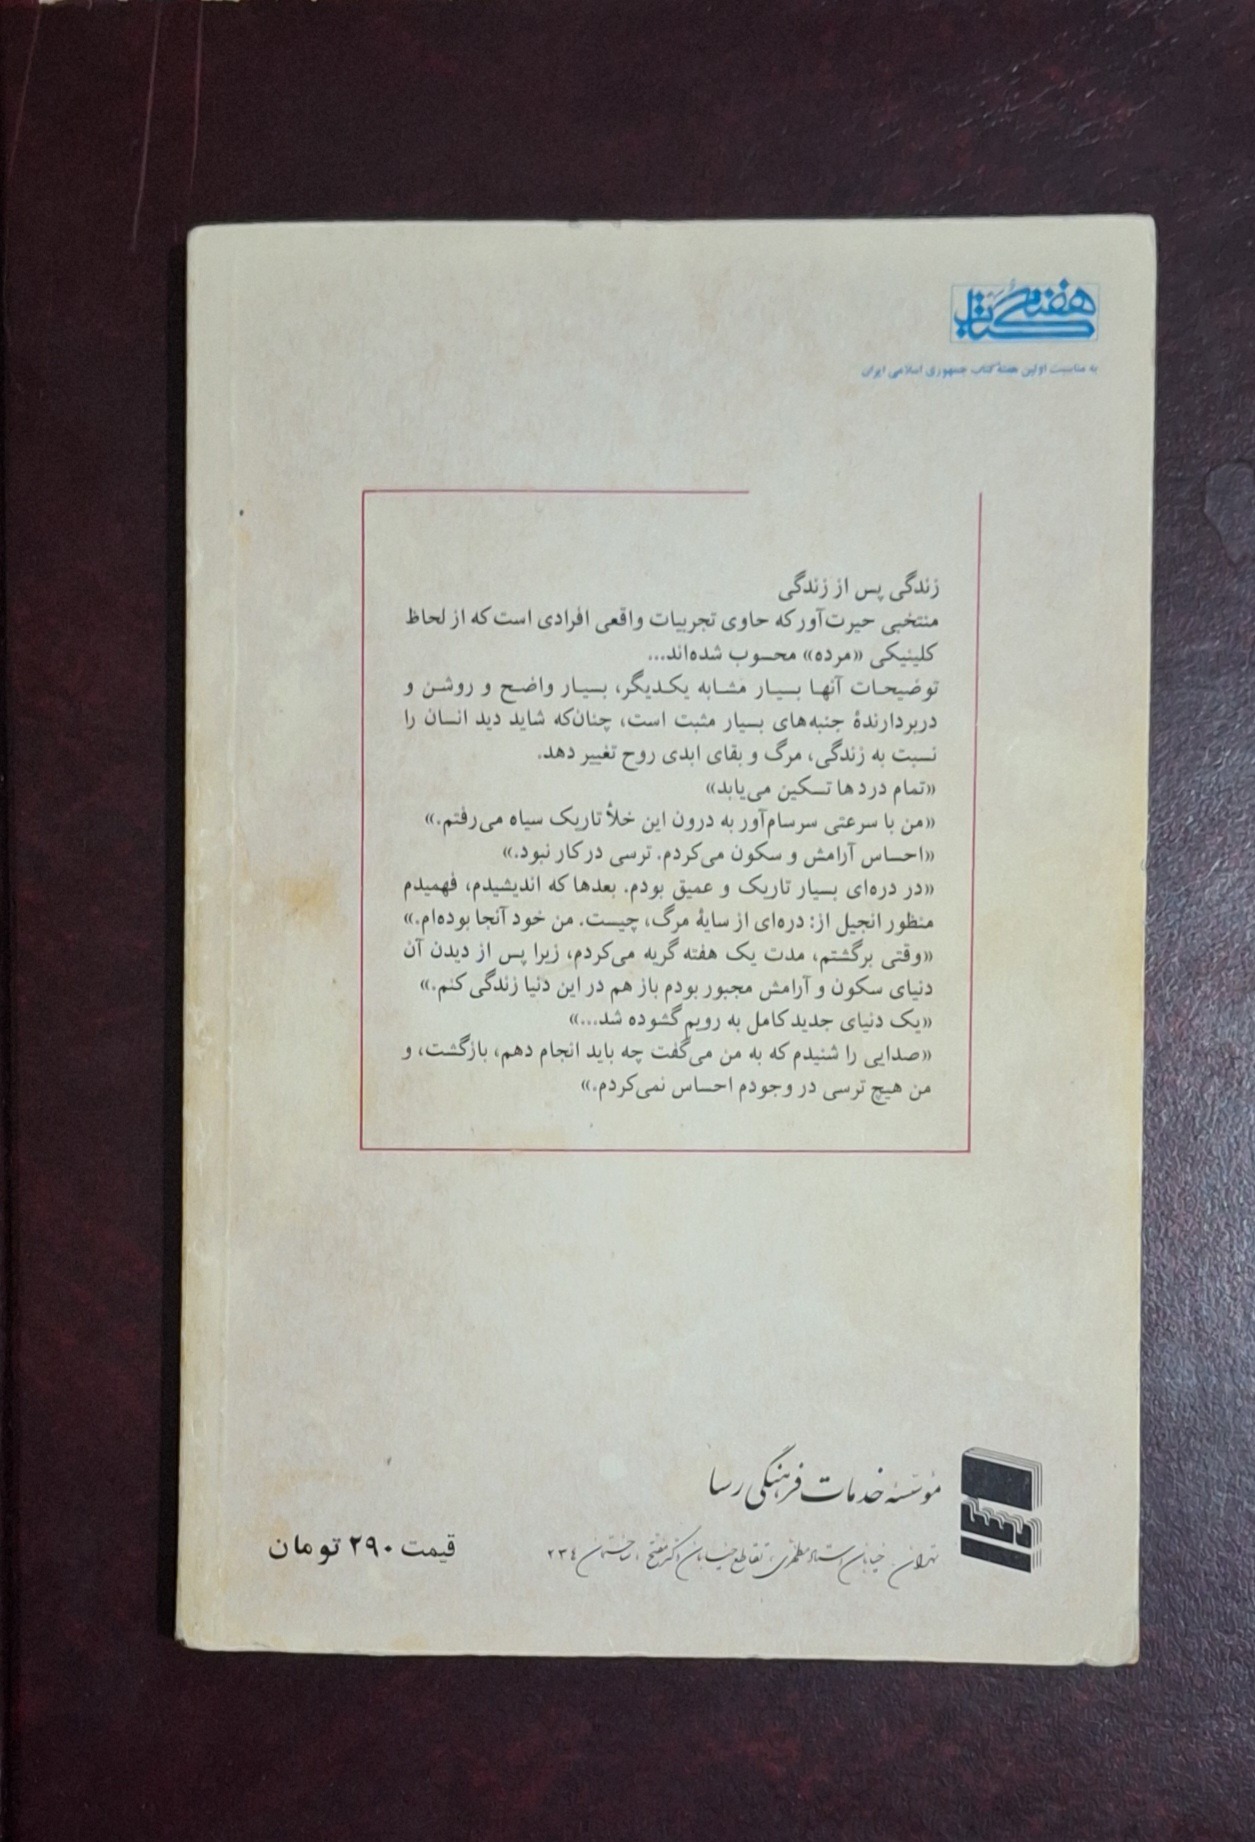 هفته کتاب
به مناسبت اولین هفتهٔ کتاب جمهوری اسلامی ایران
زندگی پس از زندگی
منتخبی حیرت‌آور که حاوی تجربیات واقعی افرادی است که از لحاظ
کلینیکی «مرده» محسوب شده‌اند...
توضیحات آنها بسیار مشابه یکدیگر، بسیار واضح و روشن و
دربردارندهٔ جنبه‌های بسیار مثبت است، چنان‌که شاید دید انسان را
نسبت به زندگی، مرگ و بقای ابدی روح تغییر دهد.
«تمام دردها تسکین می‌یابد»
«من با سرعتی سرسام‌آور به درون این خلأ تاریک سیاه می‌رفتم.»
«احساس آرامش و سکون می‌کردم. ترسی در کار نبود.»
«در دره‌ای بسیار تاریک و عمیق بودم. بعدها که اندیشیدم، فهمیدم
منظور انجیل از: دره‌ای از سایهٔ مرگ، چیست. من خود آنجا بوده‌ام.»
«وقتی برگشتم، مدت یک هفته گریه می‌کردم، زیرا پس از دیدن آن
دنیای سکون و آرامش مجبور بودم باز هم در این دنیا زندگی کنم.»
«یک دنیای جدید کامل به رویم گشوده شد...»
«صدایی را شنیدم که به من می‌گفت چه باید انجام دهم، بازگشت، و
من هیچ ترسی در وجودم احساس نمی‌کردم.»
مؤسّسهٔ خدمات فرهنگی رسا
تهران، خیابان استاد مطهری، تقاطع خیابان دکتر مفتح، ساختمان ۲۳۴
قیمت ۲۹۰ تومان
رسا